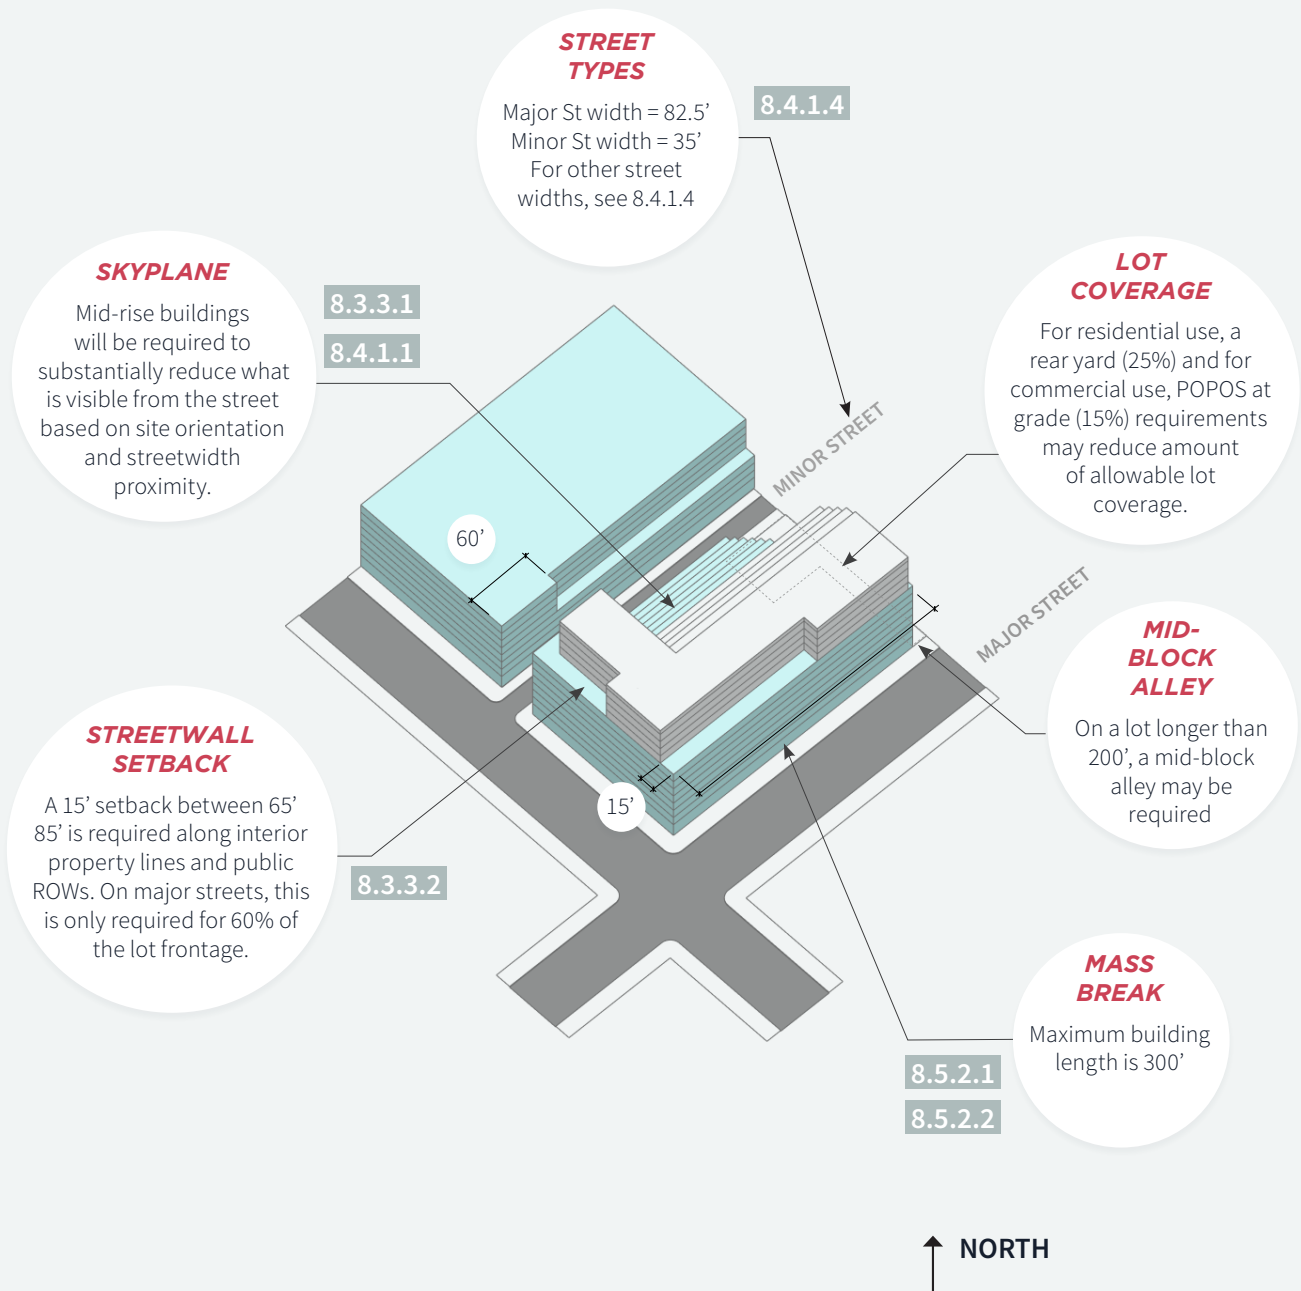 STREET
TYPES
Major St width = 82.5’
Minor St width = 35’
For other street
widths, see 8.4.1.4
8.4.1.4
SKYPLANE
Mid-rise buildings
will be required to
substantially reduce what
is visible from the street
based on site orientation
and streetwidth
proximity.
8.3.3.1
8.4.1.1
LOT
COVERAGE
For residential use, a
rear yard (25%) and for
commercial use, POPOS at
grade (15%) requirements
may reduce amount
of allowable lot
coverage.
MINOR STREET
60’
MAJOR STREET
MID-
BLOCK
ALLEY
On a lot longer than
200’, a mid-block
alley may be
required
STREETWALL
SETBACK
A 15’ setback between 65’
85’ is required along interior
property lines and public
ROWs. On major streets, this
is only required for 60% of
the lot frontage.
15’
8.3.3.2
MASS
BREAK
Maximum building
length is 300’
8.5.2.1
8.5.2.2
NORTH